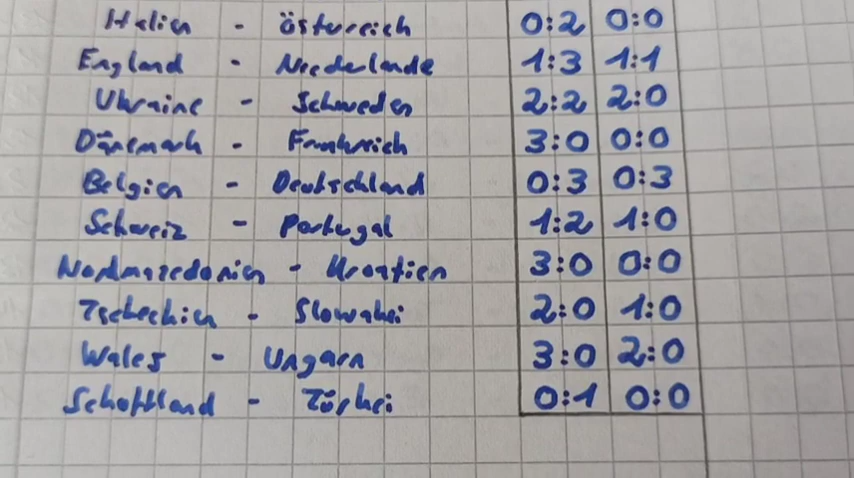 Italien - Österreich 0:2 0:0
England - Niederlande 1:3 1:1
Ukraine - Schweden 2:2 2:0
Dänemark - Frankreich 3:0 0:0
Belgien - Deutschland 0:3 0:3
Schweiz - Portugal 1:2 1:0
Nordmazedonien - Kroatien 3:0 0:0
Tschechien - Slowakei 2:0 1:0
Wales - Ungarn 3:0 2:0
Schottland - Türkei 0:1 0:0